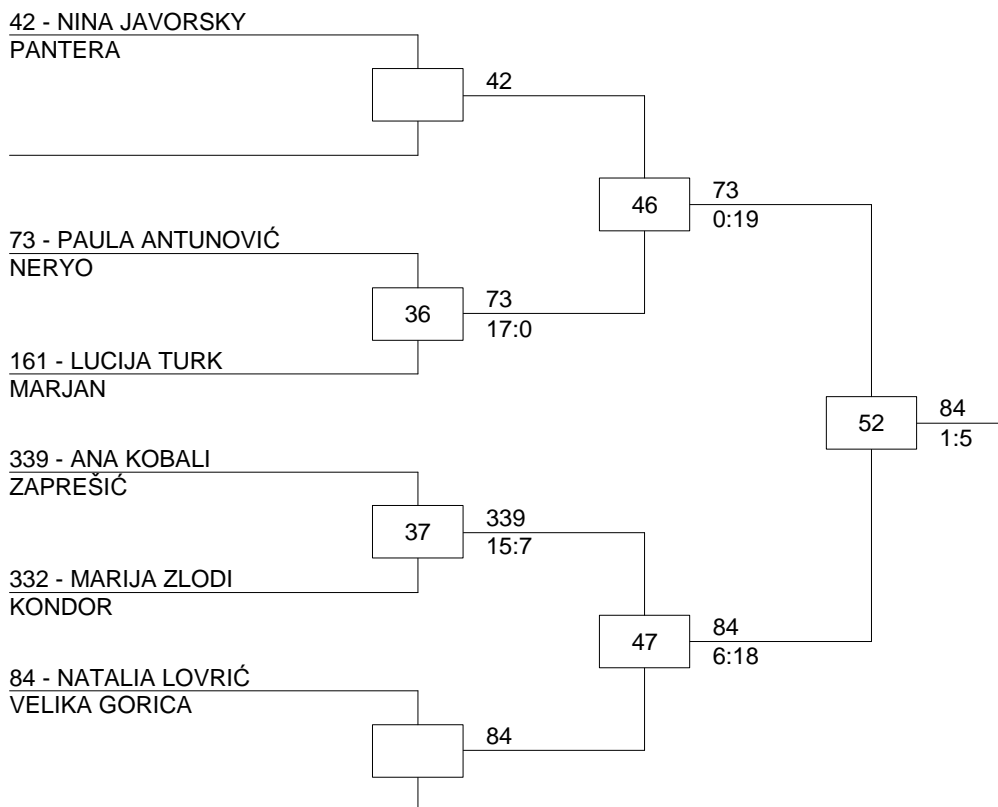 42 - NINA JAVORSKY
PANTERA
42
46
73
0:19
73 - PAULA ANTUNOVIĆ
NERYO
36
73
17:0
161 - LUCIJA TURK
MARJAN
52
84
1:5
339 - ANA KOBALI
ZAPREŠIĆ
37
339
15:7
332 - MARIJA ZLODI
KONDOR
47
84
6:18
84 - NATALIA LOVRIĆ
VELIKA GORICA
84